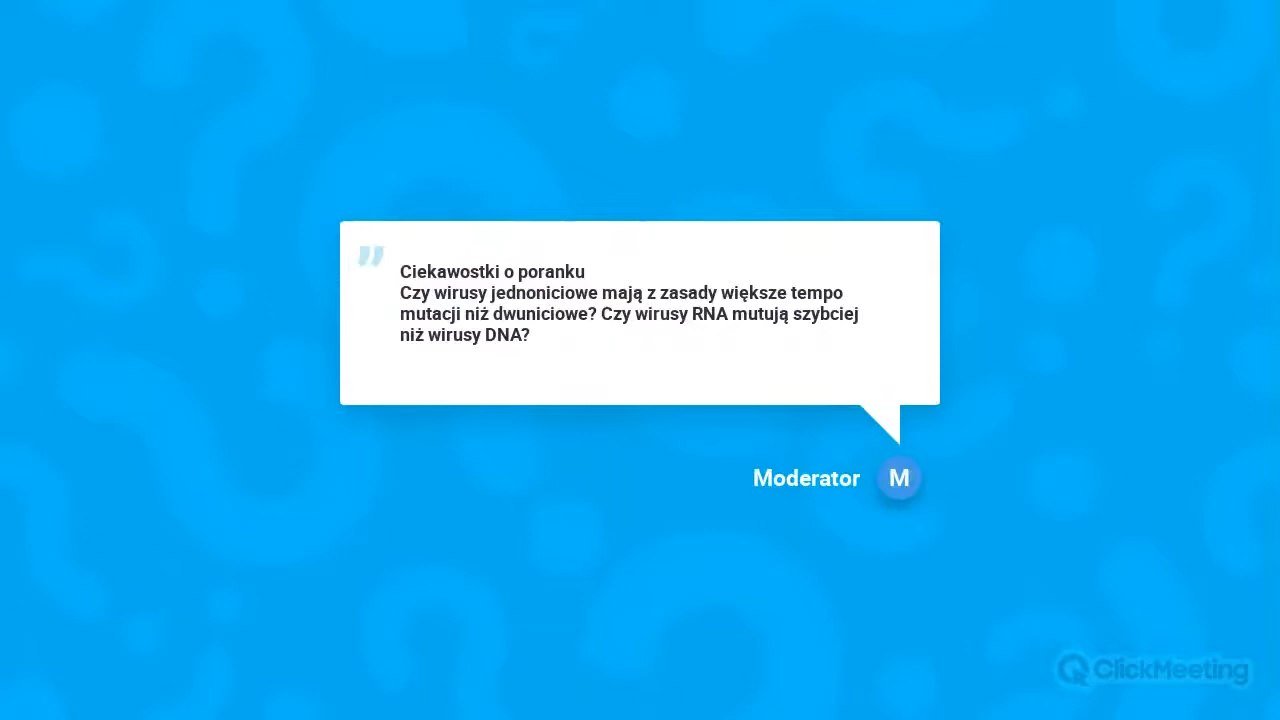 Ciekawostki o poranku
Czy wirusy jednoniciowe mają z zasady większe tempo
mutacji niż dwuniciowe? Czy wirusy RNA mutują szybciej
niż wirusy DNA?
Moderator M
ClickMeeting